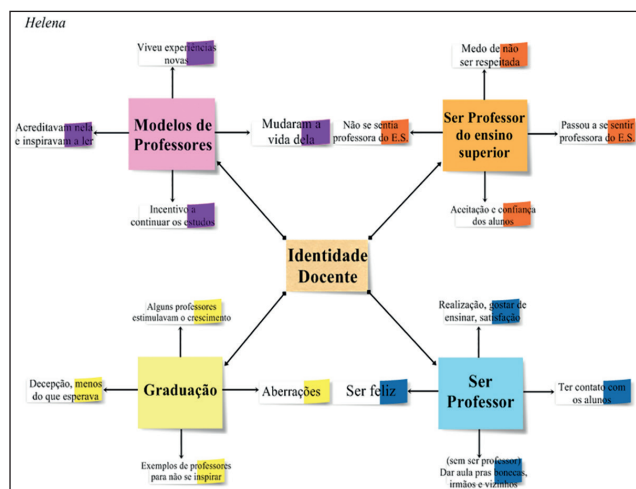 Helena
Viveu experiências
novas
Acreditavam nela
e inspiravam a ler
Modelos de
Professores
Mudaram a
vida dela
Incentivo a
continuar os estudos
Medo de não
ser respeitada
Não se sentia
professora do E.S.
Ser Professor
do ensino
superior
Passou a se sentir
professora do E.S.
Aceitação e confiança
dos alunos
Identidade
Docente
Alguns professores
estimulavam o crescimento
Decepção, menos
do que esperava
Graduação
Aberrações
Exemplos de professores
para não se inspirar
Realização, gostar de
ensinar, satisfação
Ser feliz
Ser
Professor
Ter contato com
os alunos
(sem ser professor)
Dar aula pras bonecas,
irmãos e vizinhos